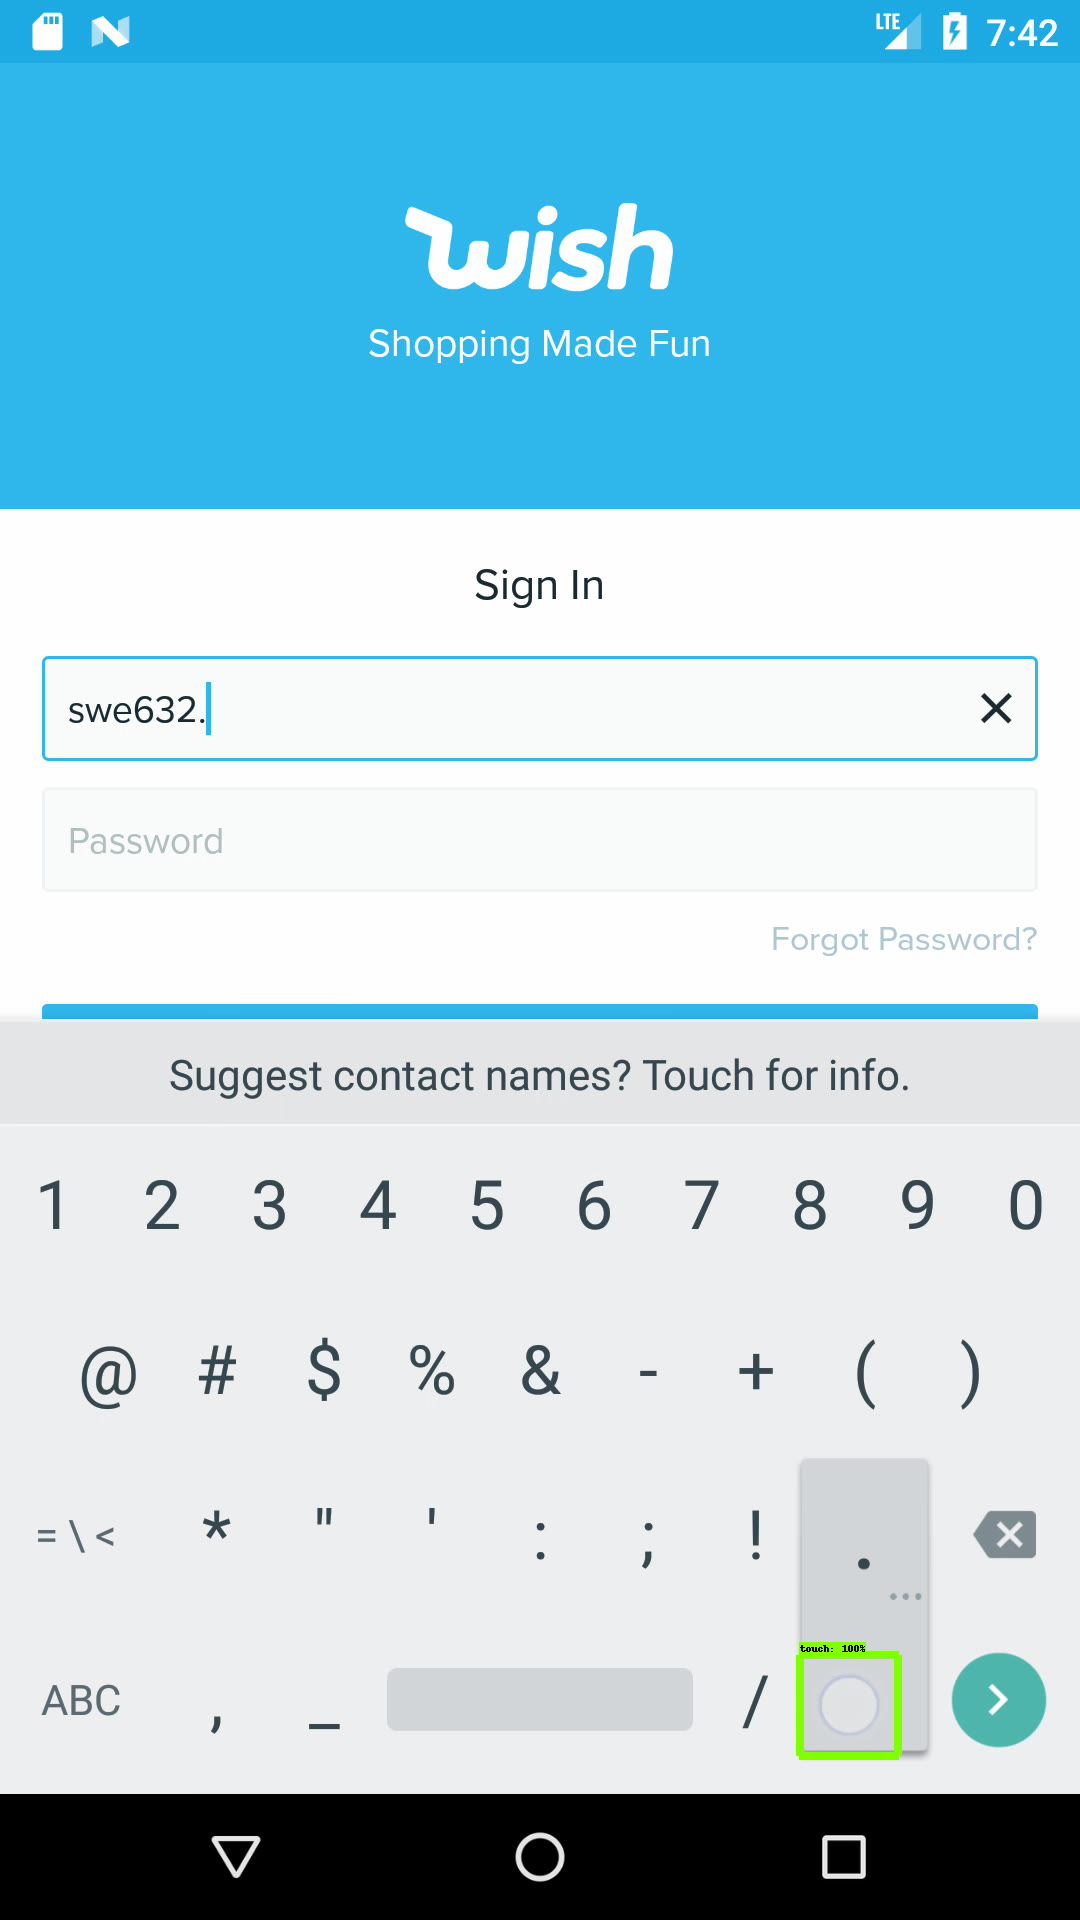 LTE 7:42
wish
Shopping Made Fun
Sign In
swe632.
Password
Forgot Password?
Suggest contact names? Touch for info.
1 2 3 4 5 6 7 8 9 0
@ # $ % & - + ( )
= \ < * " ' : ; ! . ...
touch: 100%
ABC , _ /